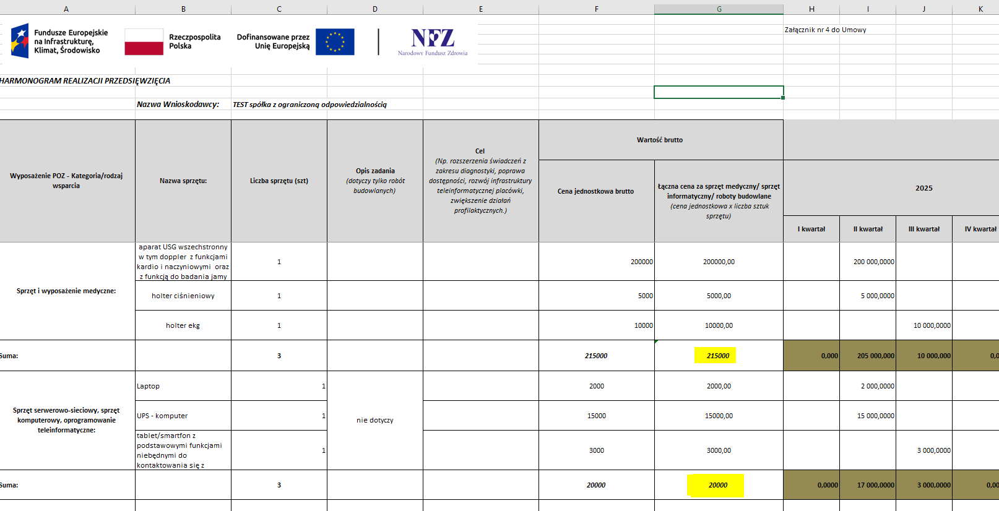 A B C D E F G H I J K
Fundusze Europejskie
na Infrastrukturę,
Klimat, Środowisko
Rzeczpospolita
Polska
Dofinansowane przez
Unię Europejską
NFZ
Narodowy Fundusz Zdrowia
Załącznik nr 4 do Umowy
HARMONOGRAM REALIZACJI PRZEDSIĘWZIĘCIA
Nazwa Wnioskodawcy: TEST spółka z ograniczoną odpowiedzialnością
Wyposażenie POZ - Kategoria/rodzaj
wsparcia
Nazwa sprzętu:
Liczba sprzętu (szt)
Opis zadania
(dotyczy tylko robót
budowlanych)
Cel
(Np. rozszerzenia świadczeń z
zakresu diagnostyki, poprawa
dostępności, rozwój infrastruktury
teleinformatycznej placówki,
zwiększenie działań
profilaktycznych.)
Wartość brutto
Cena jednostkowa brutto
Łączna cena za sprzęt medyczny/ sprzęt
informatyczny/ roboty budowlane
(cena jednostkowa x liczba sztuk
sprzętu)
2025
I kwartał II kwartał III kwartał IV kwartał
Sprzęt i wyposażenie medyczne:
aparat USG wszechstronny
w tym doppler z funkcjami
kardio i naczyniowymi oraz
z funkcją do badania jamy
1 200000 200000,00 200 000,0000
holter ciśnieniowy 1 5000 5000,00 5 000,0000
holter ekg 1 10000 10000,00 10 000,0000
Suma: 3 215000 215000 0,000 205 000,000 10 000,000 0,0
Sprzęt serwerowo-sieciowy, sprzęt
komputerowy, oprogramowanie
teleinformatyczne:
Laptop 1 2000 2000,00 2 000,0000
UPS - komputer 1 nie dotyczy 15000 15000,00 15 000,0000
tablet/smartfon z
podstawowymi funkcjami
niebędnymi do
kontaktowania się z
1 3000 3000,00 3 000,0000
Suma: 3 20000 20000 0,0000 17 000,0000 3 000,0000 0,00